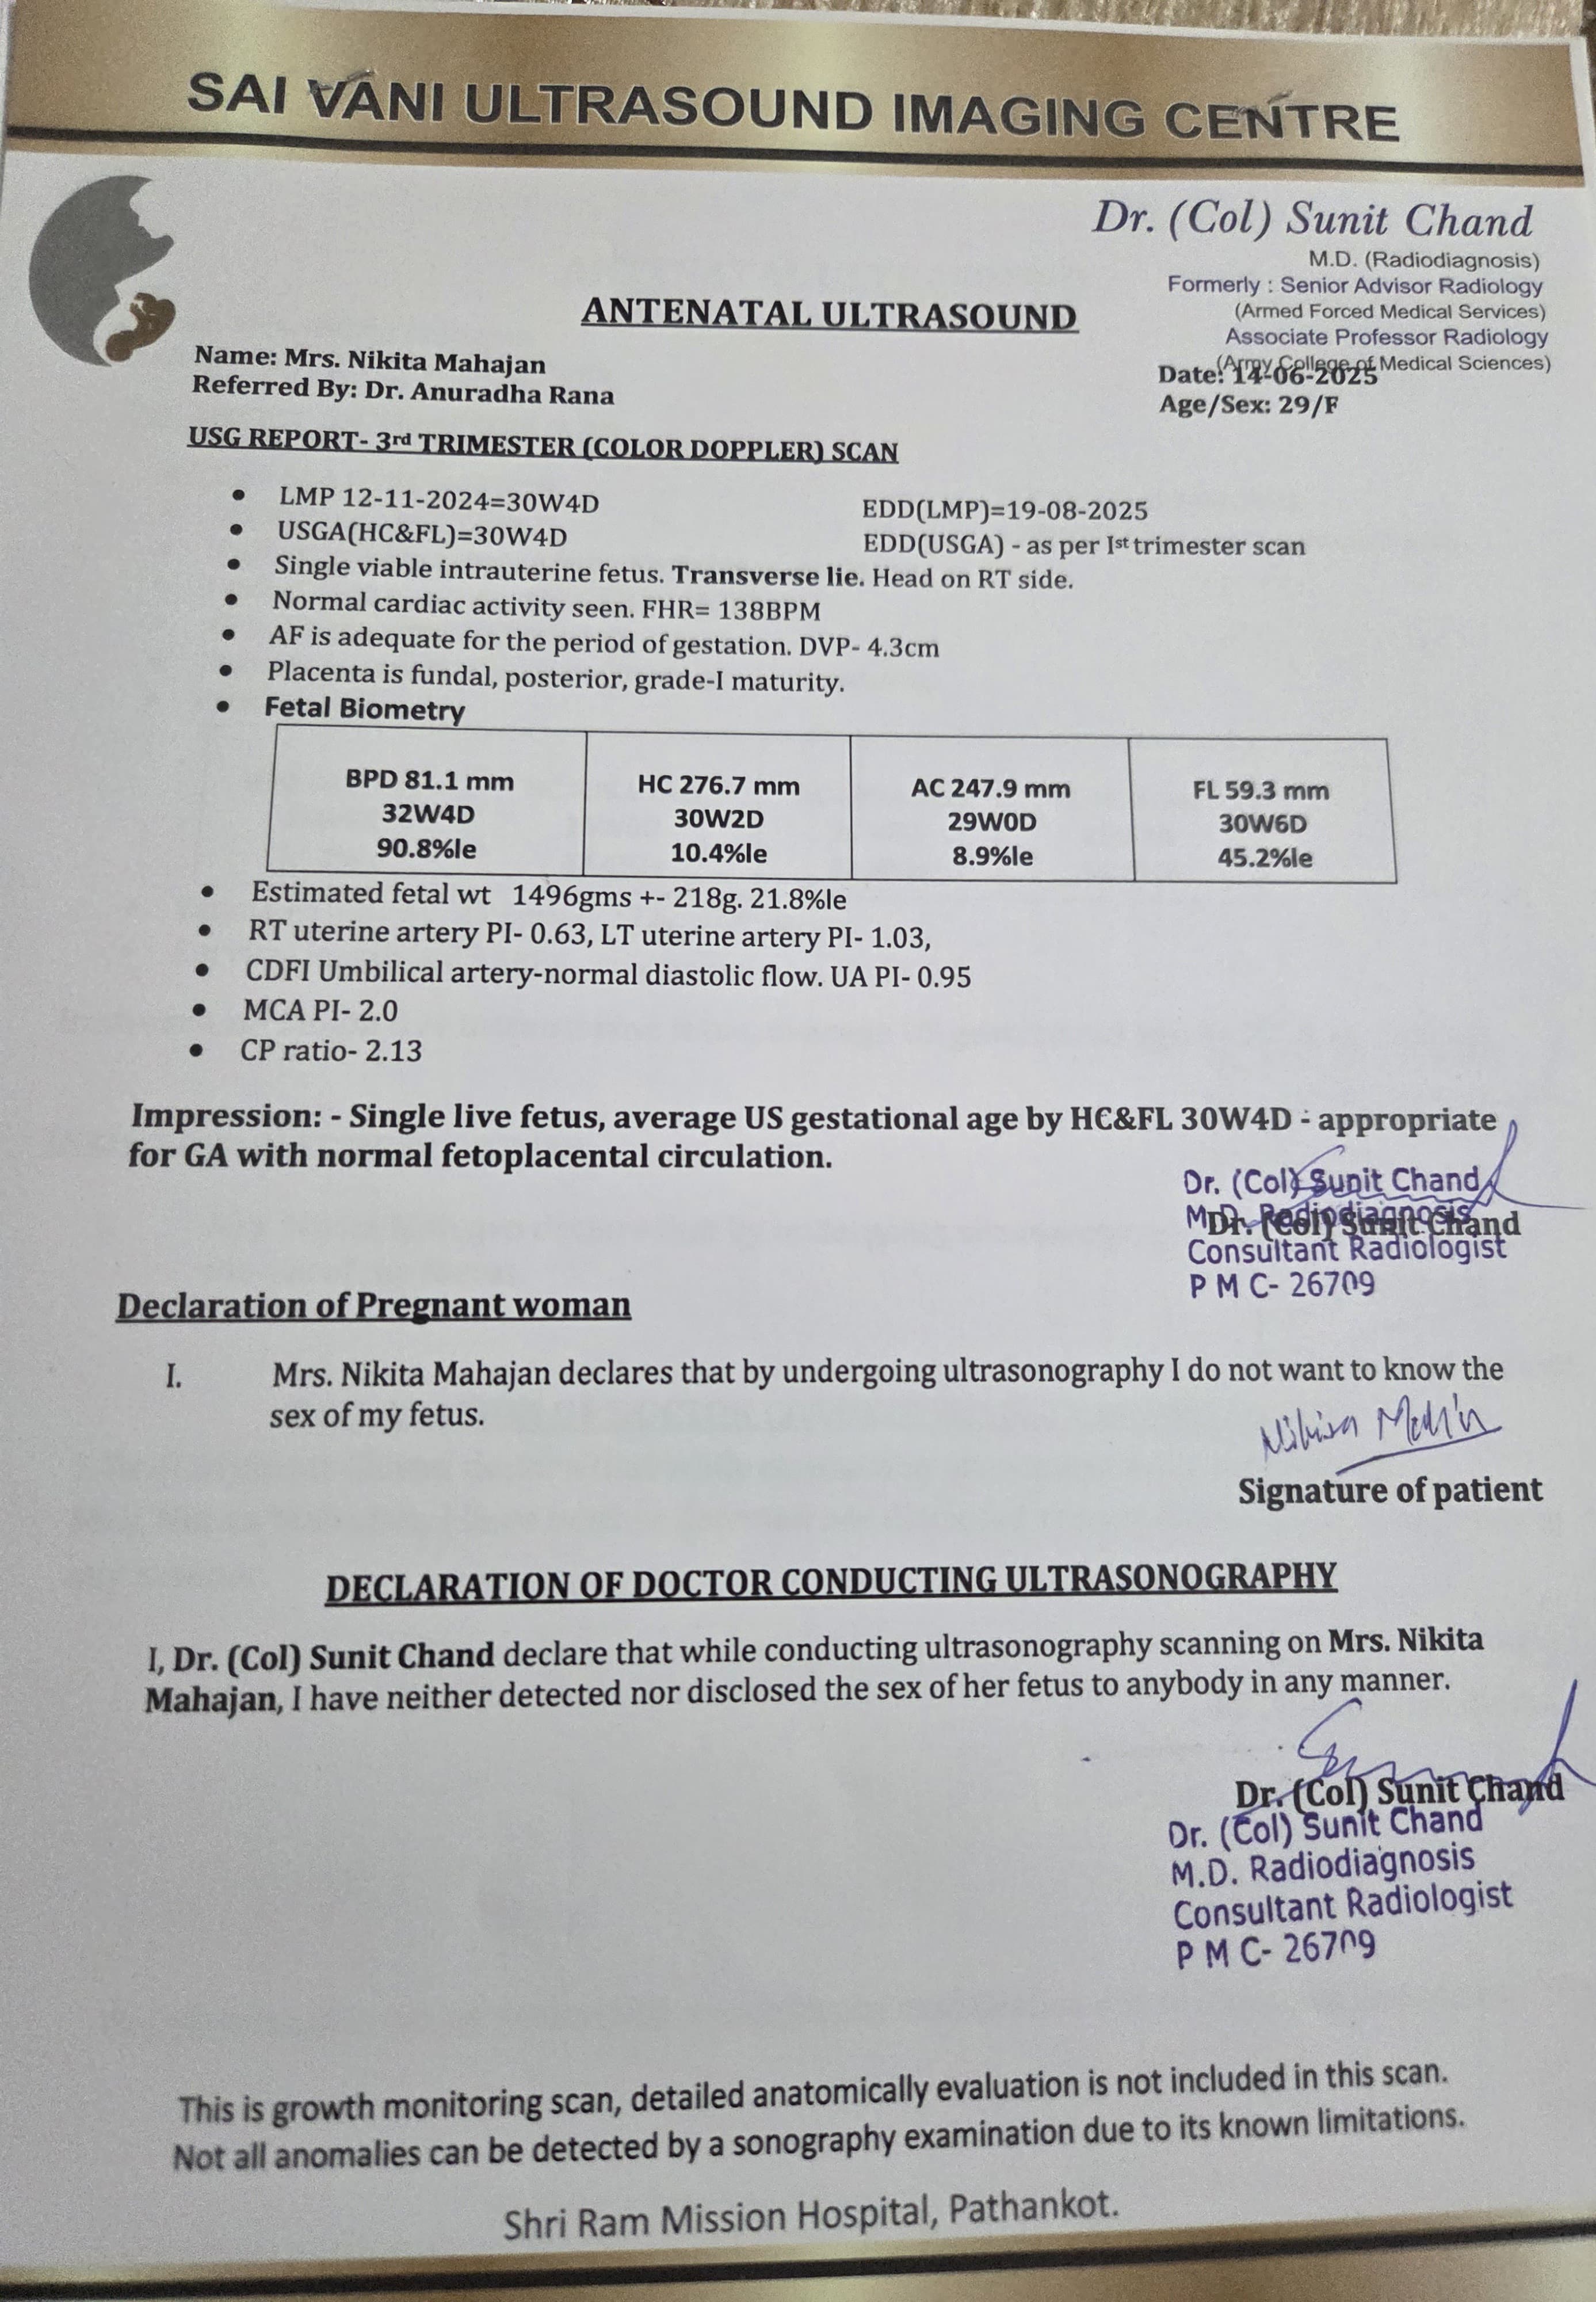 SAI VANI ULTRASOUND IMAGING CENTRE
Dr. (Col) Sunit Chand
M.D. (Radiodiagnosis)
Formerly : Senior Advisor Radiology
(Armed Forced Medical Services)
Associate Professor Radiology
(Army College of Medical Sciences)
ANTENATAL ULTRASOUND
Name: Mrs. Nikita Mahajan
Date: 14-06-2025
Referred By: Dr. Anuradha Rana
Age/Sex: 29/F
USG REPORT- 3rd TRIMESTER (COLOR DOPPLER) SCAN
• LMP 12-11-2024=30W4D EDD(LMP)=19-08-2025
• USGA(HC&FL)=30W4D EDD(USGA) - as per Ist trimester scan
• Single viable intrauterine fetus. Transverse lie. Head on RT side.
• Normal cardiac activity seen. FHR= 138BPM
• AF is adequate for the period of gestation. DVP- 4.3cm
• Placenta is fundal, posterior, grade-I maturity.
• Fetal Biometry
BPD 81.1 mm HC 276.7 mm AC 247.9 mm FL 59.3 mm
32W4D 30W2D 29W0D 30W6D
90.8%le 10.4%le 8.9%le 45.2%le
• Estimated fetal wt 1496gms +- 218g. 21.8%le
• RT uterine artery PI- 0.63, LT uterine artery PI- 1.03,
• CDFI Umbilical artery-normal diastolic flow. UA PI- 0.95
• MCA PI- 2.0
• CP ratio- 2.13
Impression: - Single live fetus, average US gestational age by HC&FL 30W4D - appropriate
for GA with normal fetoplacental circulation.
Dr. (Col) Sunit Chand
M.D. Radiodiagnosis
Dr. (Col) Sunit Chand
Consultant Radiologist
P M C- 26709
Declaration of Pregnant woman
I. Mrs. Nikita Mahajan declares that by undergoing ultrasonography I do not want to know the
sex of my fetus.
Signature of patient
DECLARATION OF DOCTOR CONDUCTING ULTRASONOGRAPHY
I, Dr. (Col) Sunit Chand declare that while conducting ultrasonography scanning on Mrs. Nikita
Mahajan, I have neither detected nor disclosed the sex of her fetus to anybody in any manner.
Dr. (Col) Sunit Chand
Dr. (Col) Sunit Chand
M.D. Radiodiagnosis
Consultant Radiologist
P M C- 26709
This is growth monitoring scan, detailed anatomically evaluation is not included in this scan.
Not all anomalies can be detected by a sonography examination due to its known limitations.
Shri Ram Mission Hospital, Pathankot.